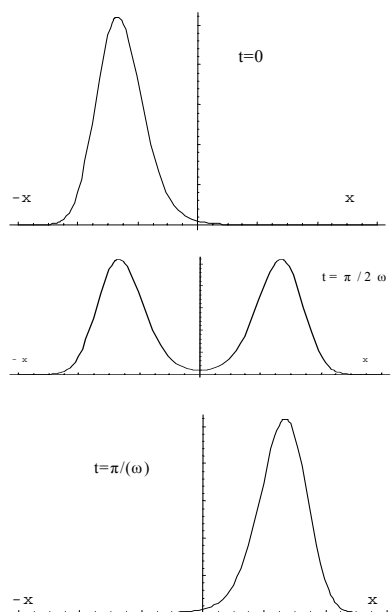 t=0
-x x
t = π / 2 ω
- x x
t=π/(ω)
-x x